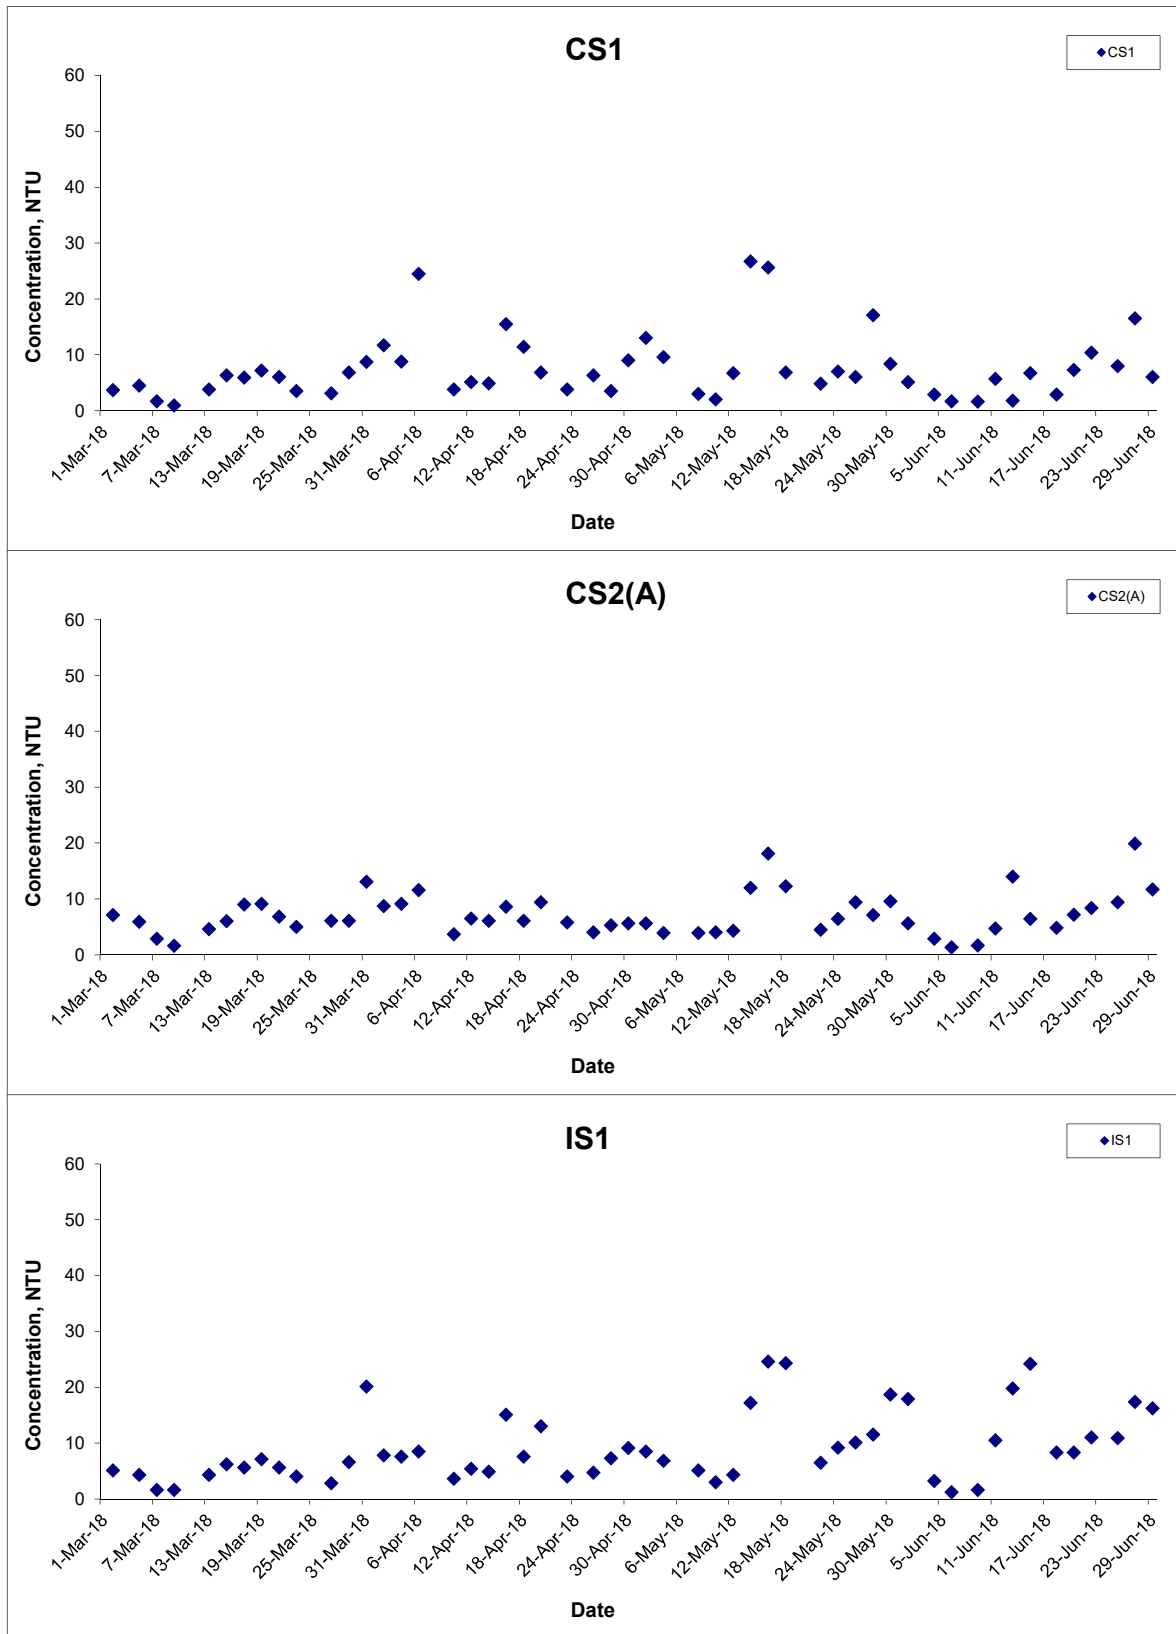 CS1
CS1
60
50
40
30
20
10
0
Concentration, NTU
1-Mar-18
7-Mar-18
13-Mar-18
19-Mar-18
25-Mar-18
31-Mar-18
6-Apr-18
12-Apr-18
18-Apr-18
24-Apr-18
30-Apr-18
6-May-18
12-May-18
18-May-18
24-May-18
30-May-18
5-Jun-18
11-Jun-18
17-Jun-18
23-Jun-18
29-Jun-18
Date
CS2(A)
CS2(A)
60
50
40
30
20
10
0
Concentration, NTU
1-Mar-18
7-Mar-18
13-Mar-18
19-Mar-18
25-Mar-18
31-Mar-18
6-Apr-18
12-Apr-18
18-Apr-18
24-Apr-18
30-Apr-18
6-May-18
12-May-18
18-May-18
24-May-18
30-May-18
5-Jun-18
11-Jun-18
17-Jun-18
23-Jun-18
29-Jun-18
Date
IS1
IS1
60
50
40
30
20
10
0
Concentration, NTU
1-Mar-18
7-Mar-18
13-Mar-18
19-Mar-18
25-Mar-18
31-Mar-18
6-Apr-18
12-Apr-18
18-Apr-18
24-Apr-18
30-Apr-18
6-May-18
12-May-18
18-May-18
24-May-18
30-May-18
5-Jun-18
11-Jun-18
17-Jun-18
23-Jun-18
29-Jun-18
Date